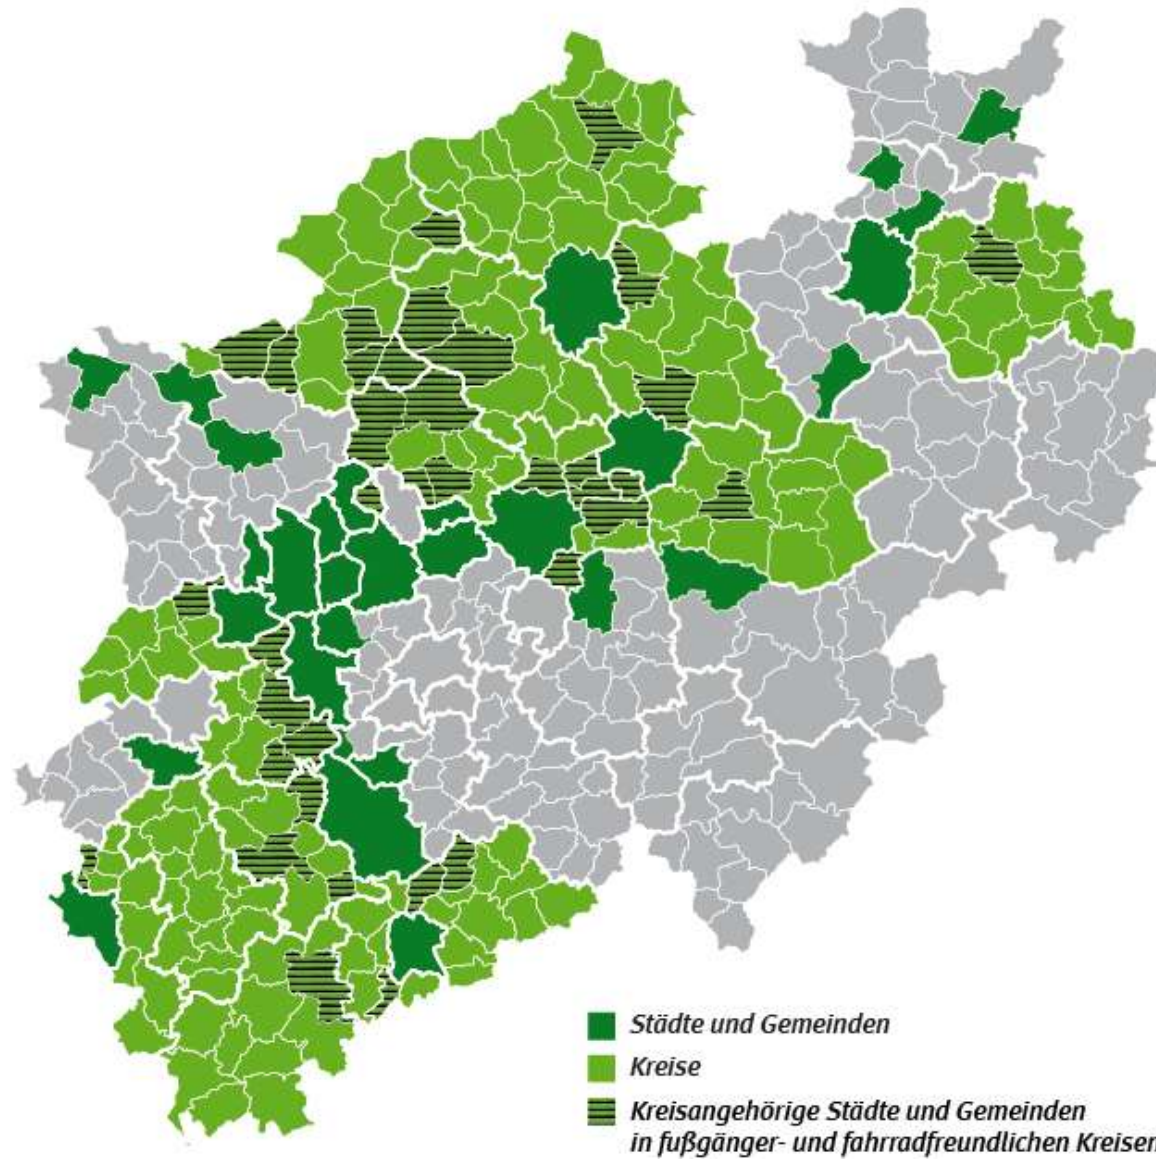 Städte und Gemeinden
Kreise
Kreisangehörige Städte und Gemeinden
in fußgänger- und fahrradfreundlichen Kreisen